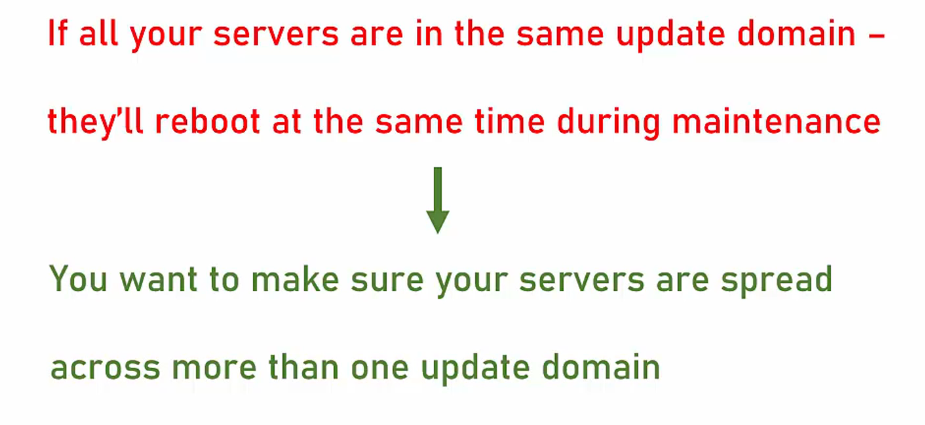 If all your servers are in the same update domain –
they'll reboot at the same time during maintenance
You want to make sure your servers are spread
across more than one update domain